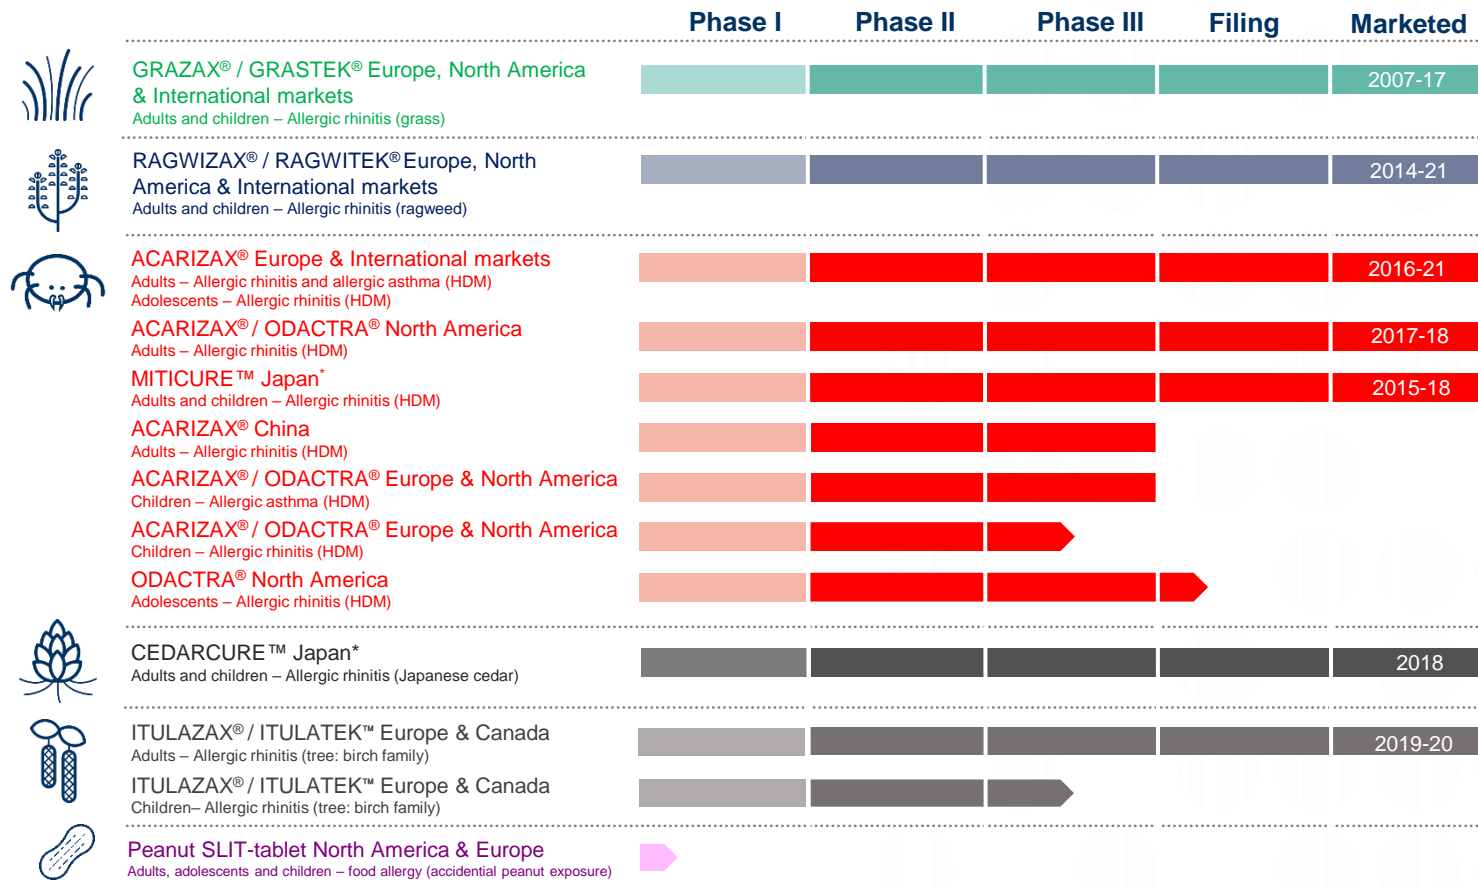 Phase I Phase II Phase III Filing Marketed
GRAZAX® / GRASTEK® Europe, North America
& International markets
Adults and children – Allergic rhinitis (grass)
2007-17
RAGWIZAX® / RAGWITEK® Europe, North
America & International markets
Adults and children – Allergic rhinitis (ragweed)
2014-21
ACARIZAX® Europe & International markets
Adults – Allergic rhinitis and allergic asthma (HDM)
Adolescents – Allergic rhinitis (HDM)
2016-21
ACARIZAX® / ODACTRA® North America
Adults – Allergic rhinitis (HDM)
2017-18
MITICURE™ Japan*
Adults and children – Allergic rhinitis (HDM)
2015-18
ACARIZAX® China
Adults – Allergic rhinitis (HDM)
ACARIZAX® / ODACTRA® Europe & North America
Children – Allergic asthma (HDM)
ACARIZAX® / ODACTRA® Europe & North America
Children – Allergic rhinitis (HDM)
ODACTRA® North America
Adolescents – Allergic rhinitis (HDM)
CEDARCURE™ Japan*
Adults and children – Allergic rhinitis (Japanese cedar)
2018
ITULAZAX® / ITULATEK™ Europe & Canada
Adults – Allergic rhinitis (tree: birch family)
2019-20
ITULAZAX® / ITULATEK™ Europe & Canada
Children– Allergic rhinitis (tree: birch family)
Peanut SLIT-tablet North America & Europe
Adults, adolescents and children – food allergy (accidential peanut exposure)